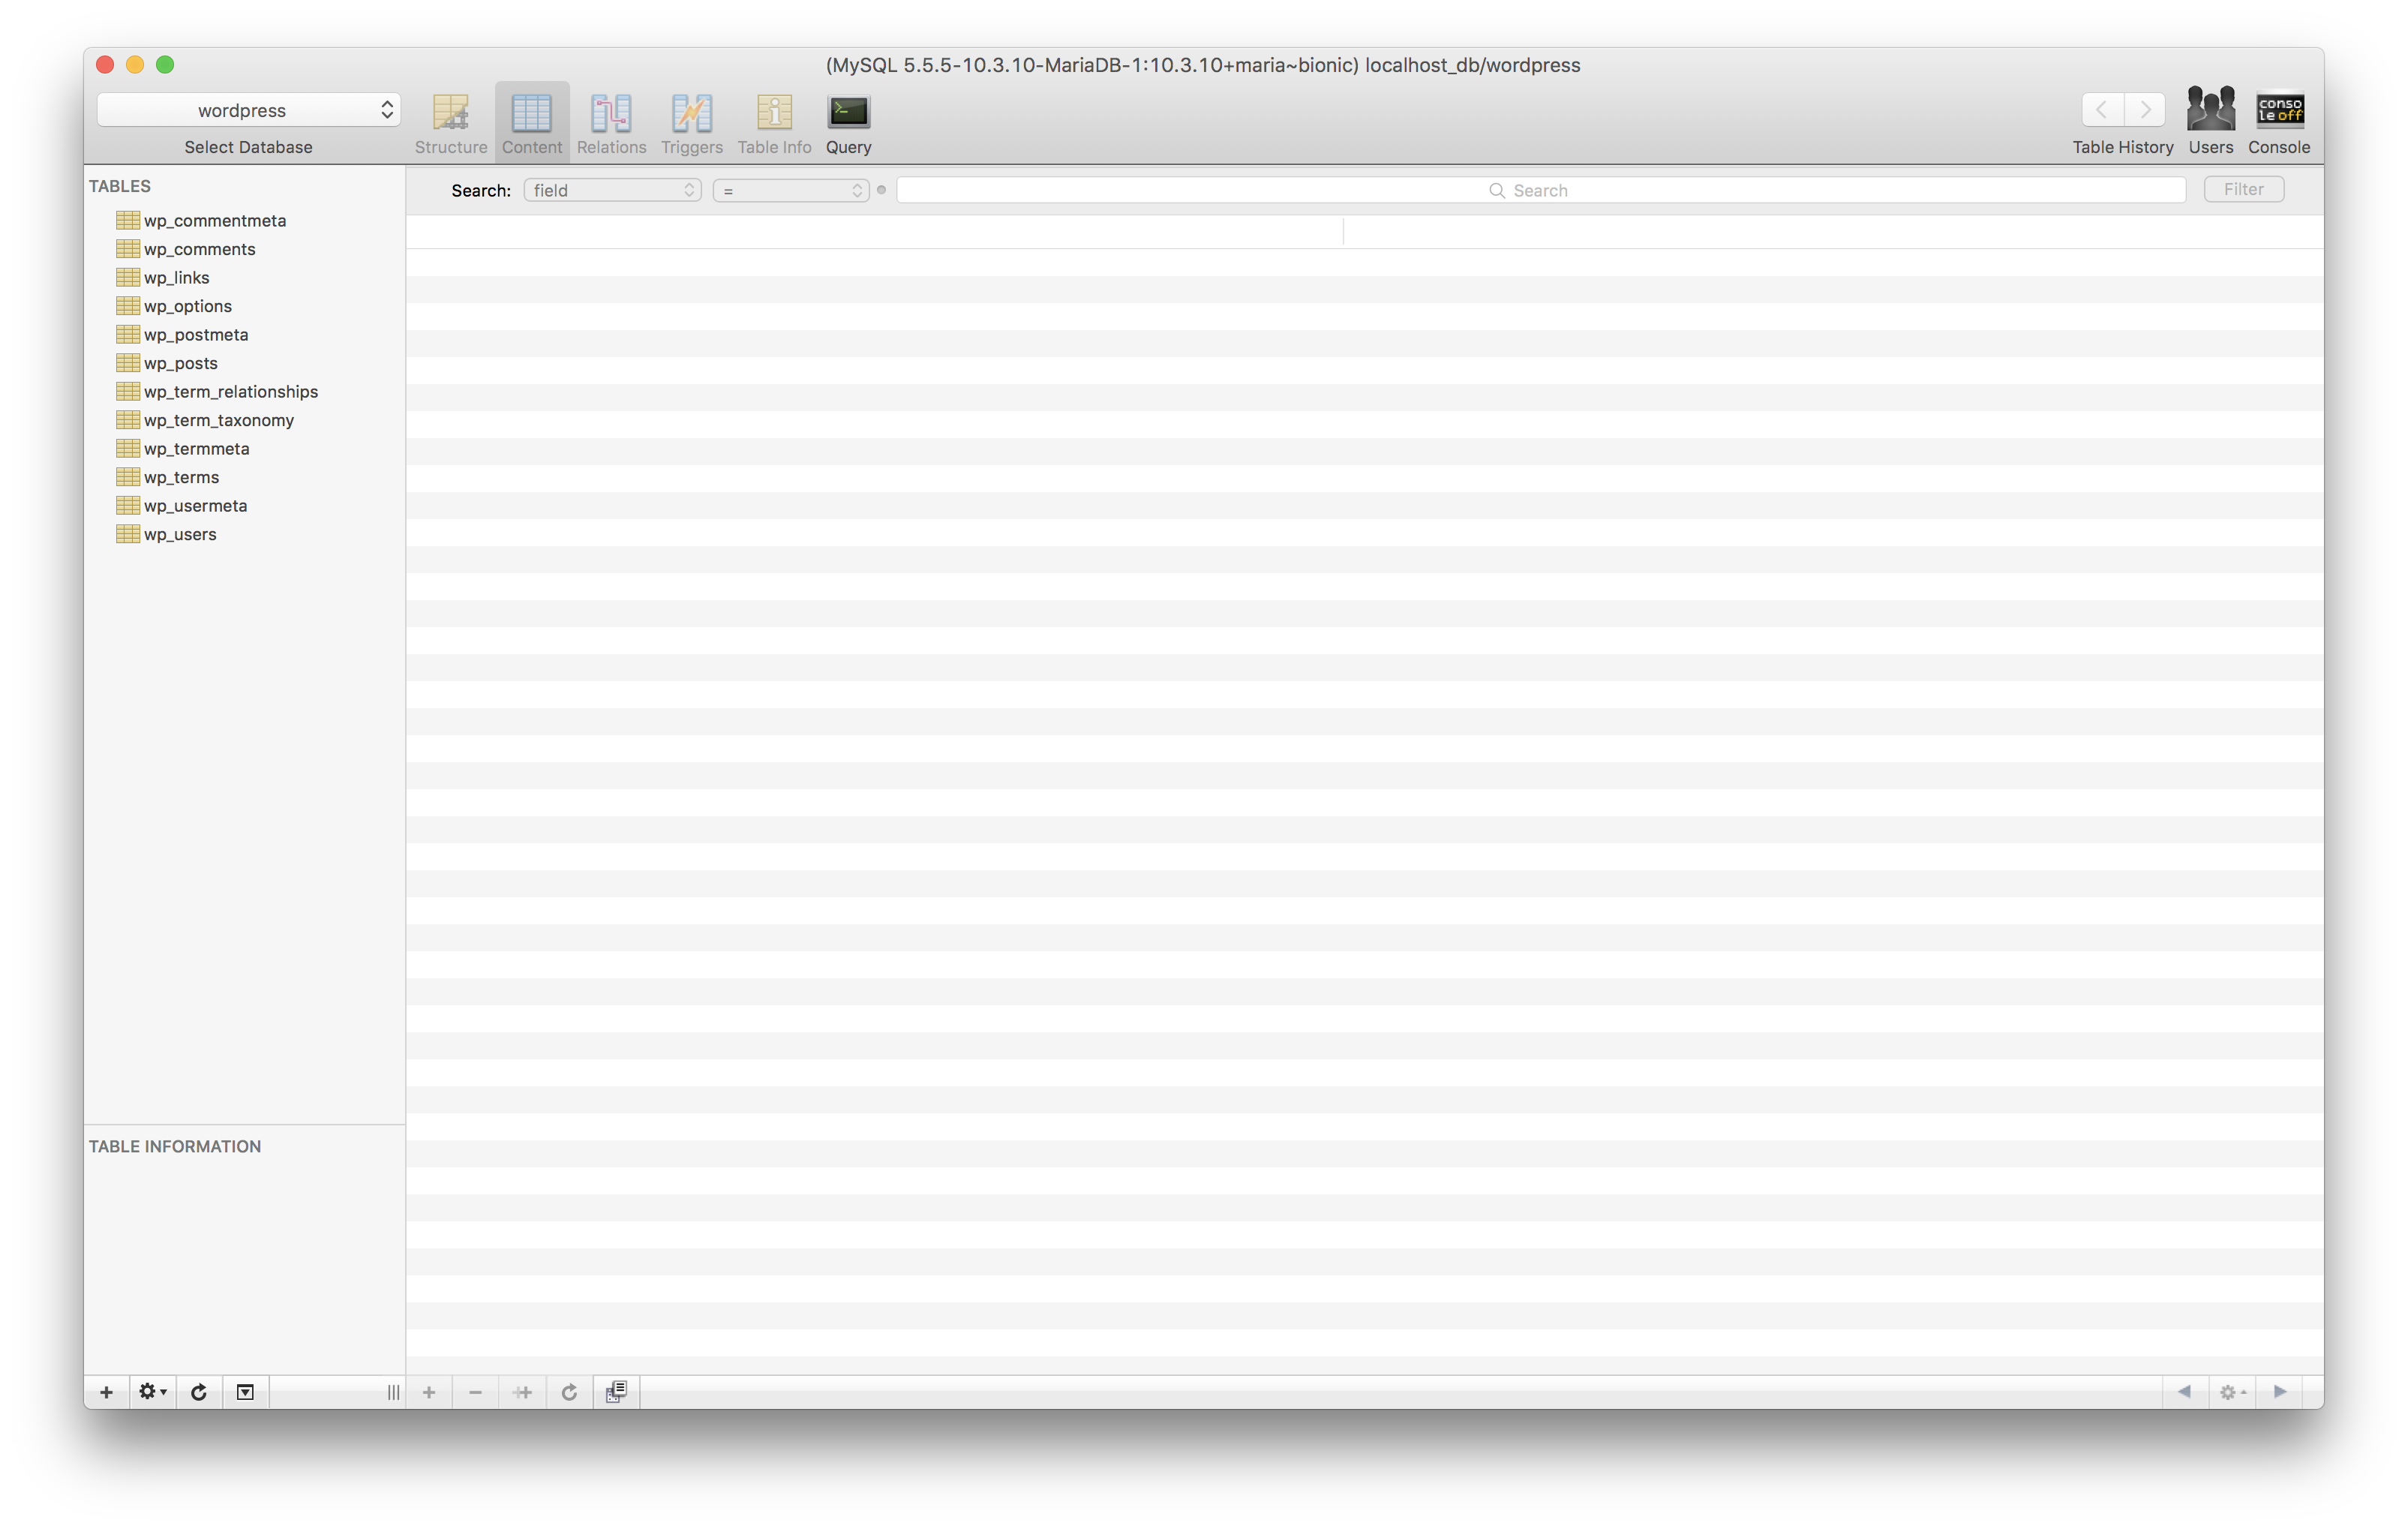 (MySQL 5.5.5-10.3.10-MariaDB-1:10.3.10+maria~bionic) localhost_db/wordpress
wordpress
Select Database
Structure
Content
Relations
Triggers
Table Info
Query
Table History
Users
conso
le off
Console
TABLES
wp_commentmeta
wp_comments
wp_links
wp_options
wp_postmeta
wp_posts
wp_term_relationships
wp_term_taxonomy
wp_termmeta
wp_terms
wp_usermeta
wp_users
Search: field = Search Filter
TABLE INFORMATION